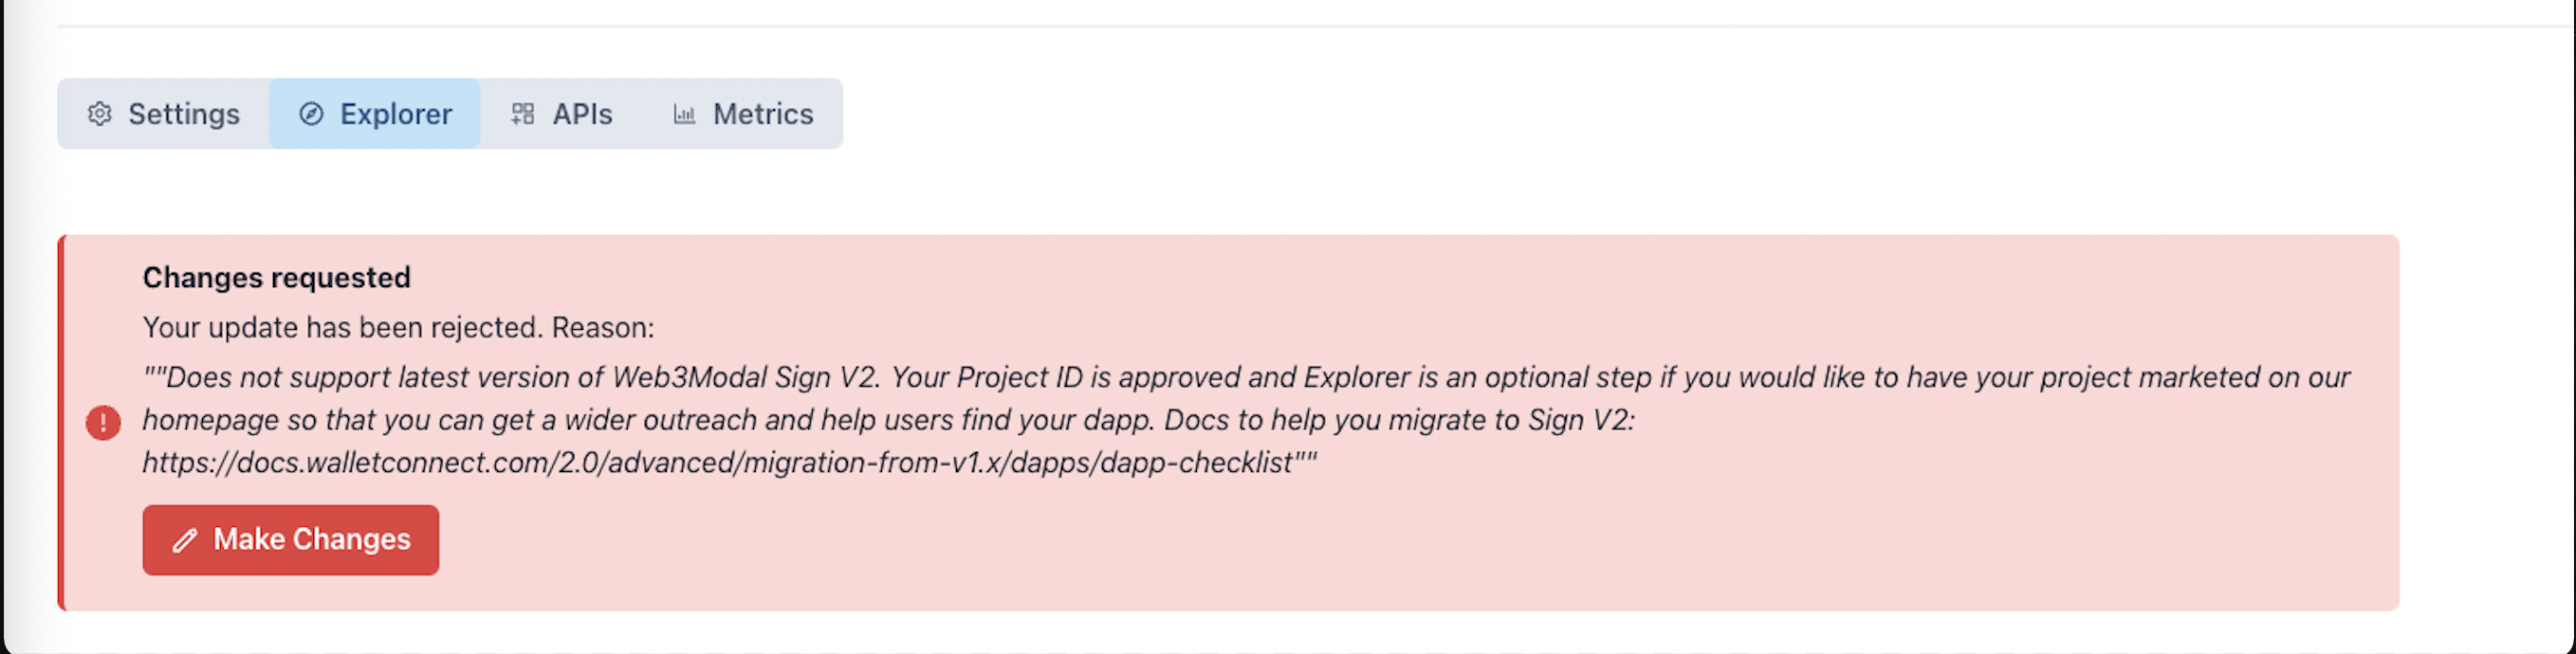 Settings Explorer APIs Metrics
Changes requested
Your update has been rejected. Reason:
""Does not support latest version of Web3Modal Sign V2. Your Project ID is approved and Explorer is an optional step if you would like to have your project marketed on our
homepage so that you can get a wider outreach and help users find your dapp. Docs to help you migrate to Sign V2:
https://docs.walletconnect.com/2.0/advanced/migration-from-v1.x/dapps/dapp-checklist""
Make Changes